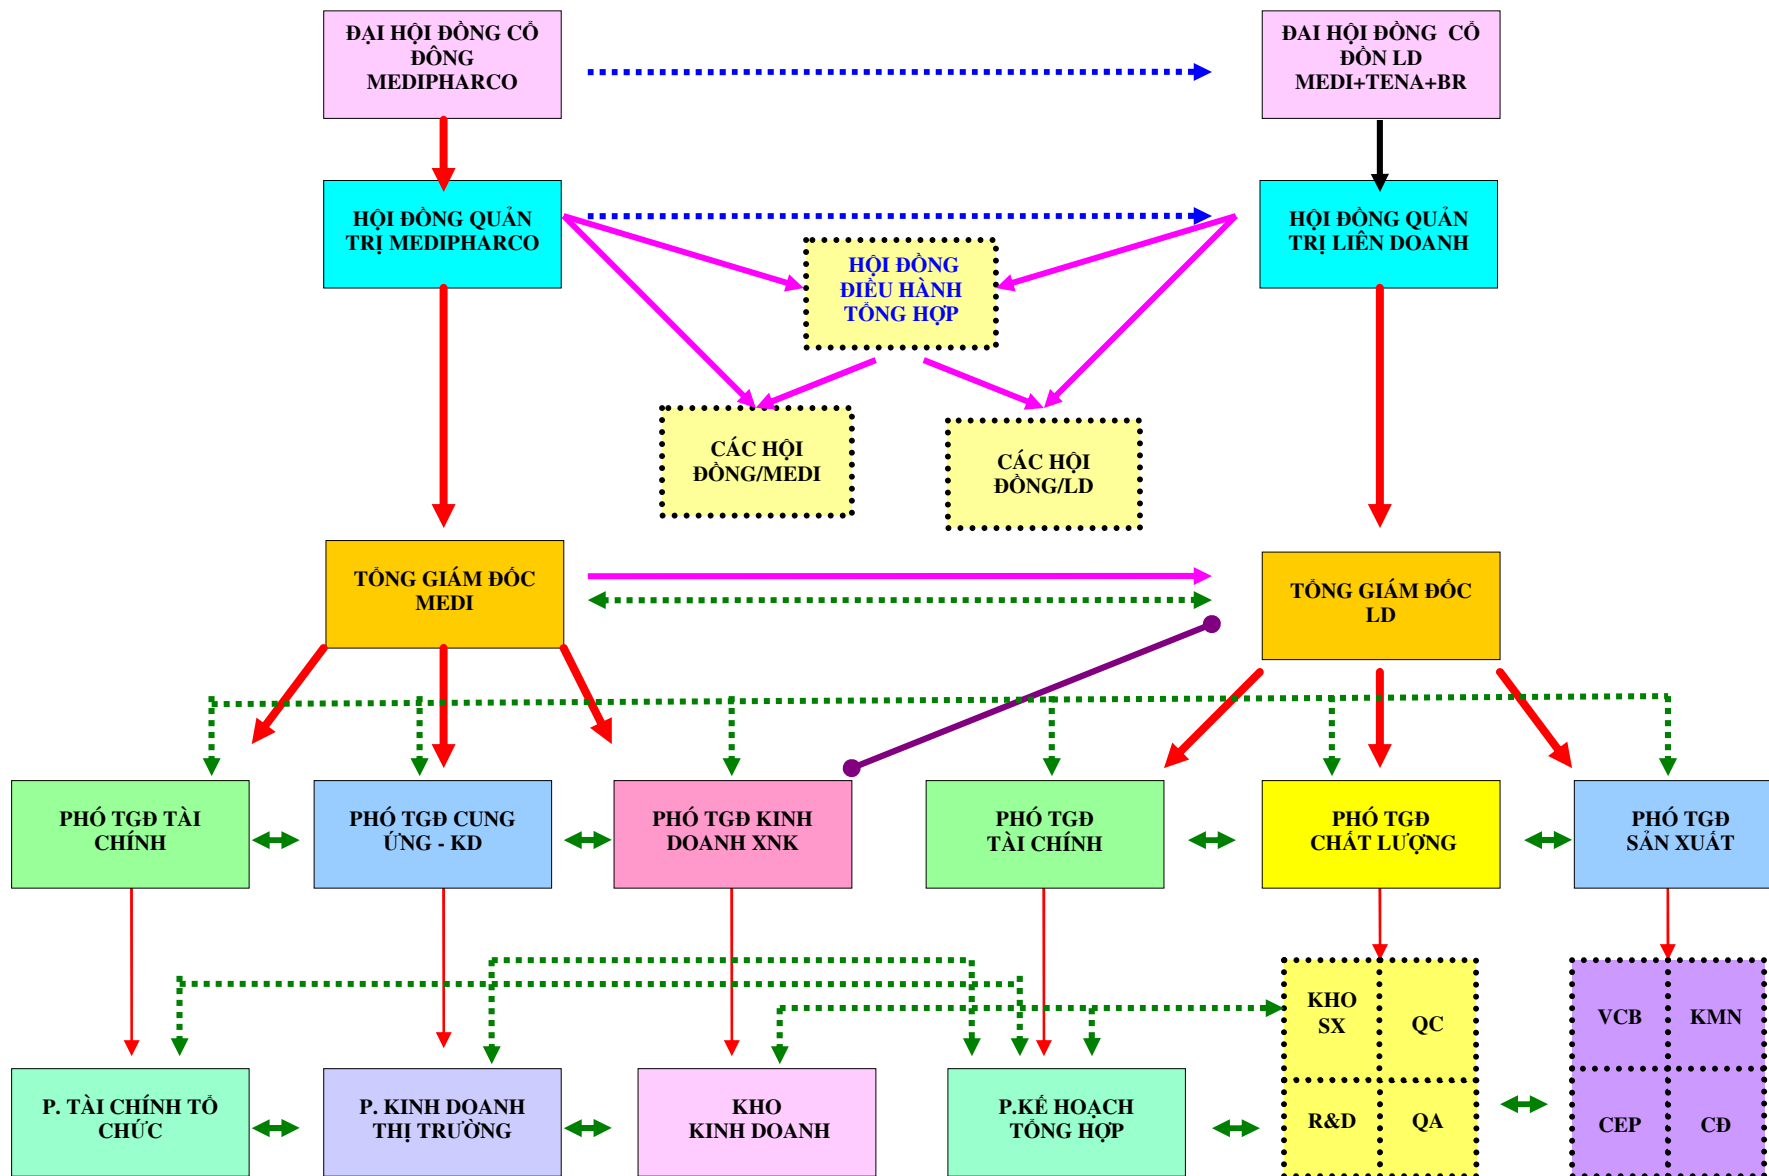 ĐẠI HỘI ĐỒNG CỔ
ĐÔNG
MEDIPHARCO
ĐAI HỘI ĐỒNG CỔ
ĐỒN LD
MEDI+TENA+BR
HỘI ĐỒNG QUẢN
TRỊ MEDIPHARCO
HỘI ĐỒNG QUẢN
TRỊ LIÊN DOANH
HỘI ĐỒNG
ĐIỀU HÀNH
TỔNG HỢP
CÁC HỘI
ĐỒNG/MEDI
CÁC HỘI
ĐỒNG/LD
TỔNG GIÁM ĐỐC
MEDI
TỔNG GIÁM ĐỐC
LD
PHÓ TGĐ TÀI
CHÍNH
PHÓ TGĐ CUNG
ỨNG - KD
PHÓ TGĐ KINH
DOANH XNK
PHÓ TGĐ
TÀI CHÍNH
PHÓ TGĐ
CHẤT LƯỢNG
PHÓ TGĐ
SẢN XUẤT
KHO
SX
QC
VCB
KMN
P. TÀI CHÍNH TỔ
CHỨC
P. KINH DOANH
THỊ TRƯỜNG
KHO
KINH DOANH
P.KẾ HOẠCH
TỔNG HỢP
R&D
QA
CEP
CĐ